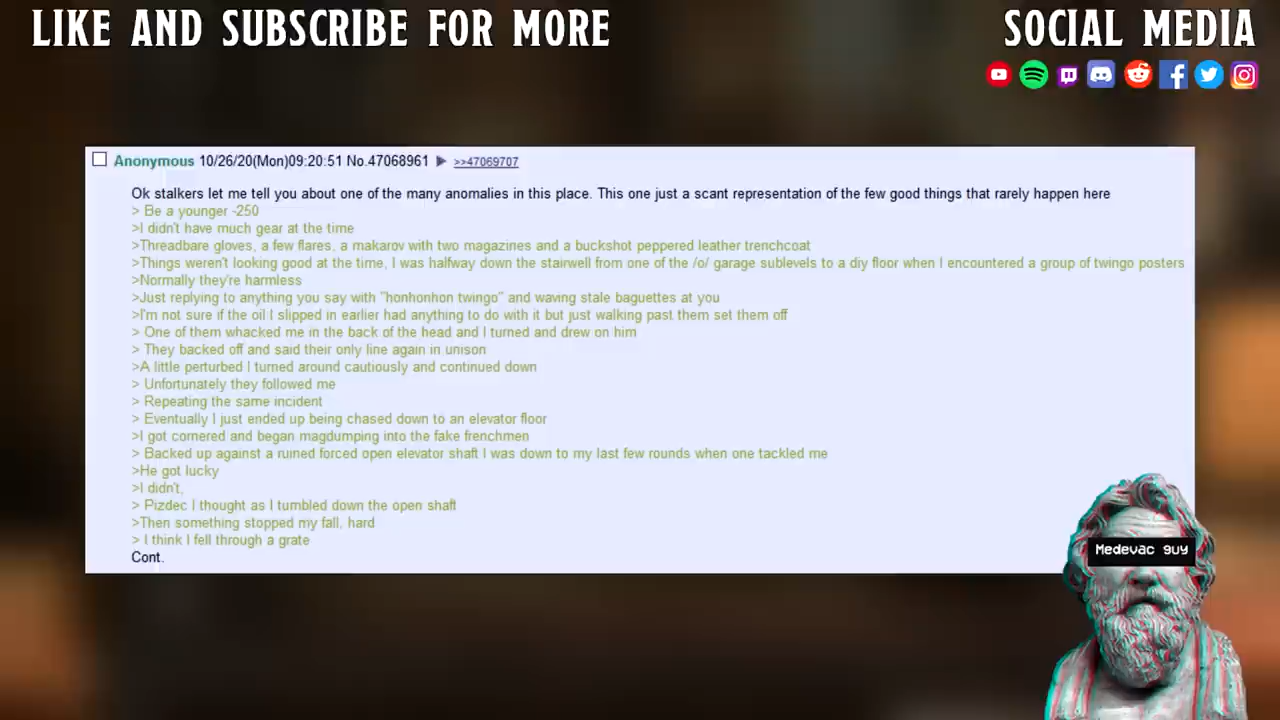 LIKE AND SUBSCRIBE FOR MORE
SOCIAL MEDIA
Anonymous 10/26/20(Mon)09:20:51 No.47068961 ▶ >>47069707
Ok stalkers let me tell you about one of the many anomalies in this place. This one just a scant representation of the few good things that rarely happen here
> Be a younger -250
>I didn't have much gear at the time
>Threadbare gloves, a few flares, a makarov with two magazines and a buckshot peppered leather trenchcoat
>Things weren't looking good at the time, I was halfway down the stairwell from one of the /o/ garage sublevels to a diy floor when I encountered a group of twingo posters
>Normally they're harmless
>Just replying to anything you say with "honhonhon twingo" and waving stale baguettes at you
>I'm not sure if the oil I slipped in earlier had anything to do with it but just walking past them set them off
> One of them whacked me in the back of the head and I turned and drew on him
> They backed off and said their only line again in unison
>A little perturbed I turned around cautiously and continued down
> Unfortunately they followed me
> Repeating the same incident
> Eventually I just ended up being chased down to an elevator floor
>I got cornered and began magdumping into the fake frenchmen
> Backed up against a ruined forced open elevator shaft I was down to my last few rounds when one tackled me
>He got lucky
>I didn't,
> Pizdec I thought as I tumbled down the open shaft
>Then something stopped my fall, hard
> I think I fell through a grate
Cont.
Medevac guy